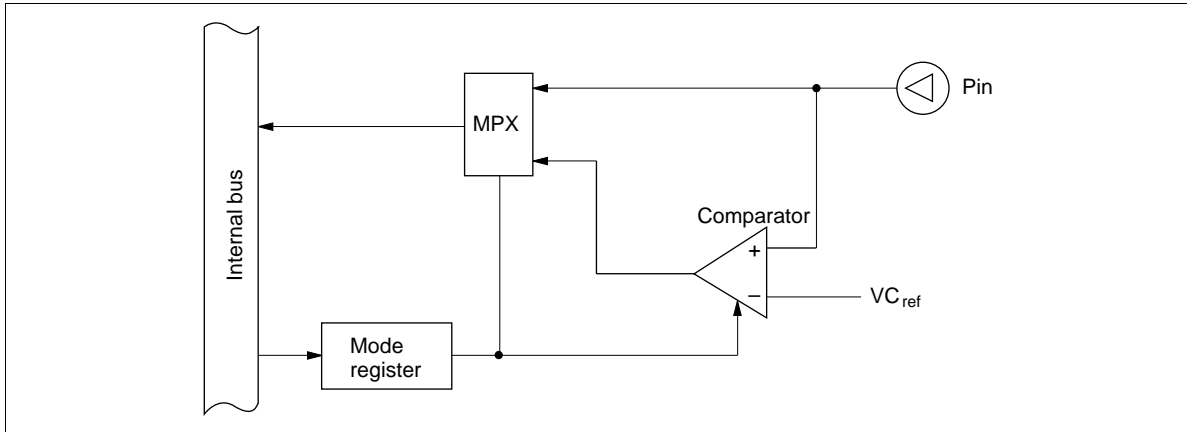 MPX
Pin
Internal bus
Comparator
+
−
VCref
Mode
register